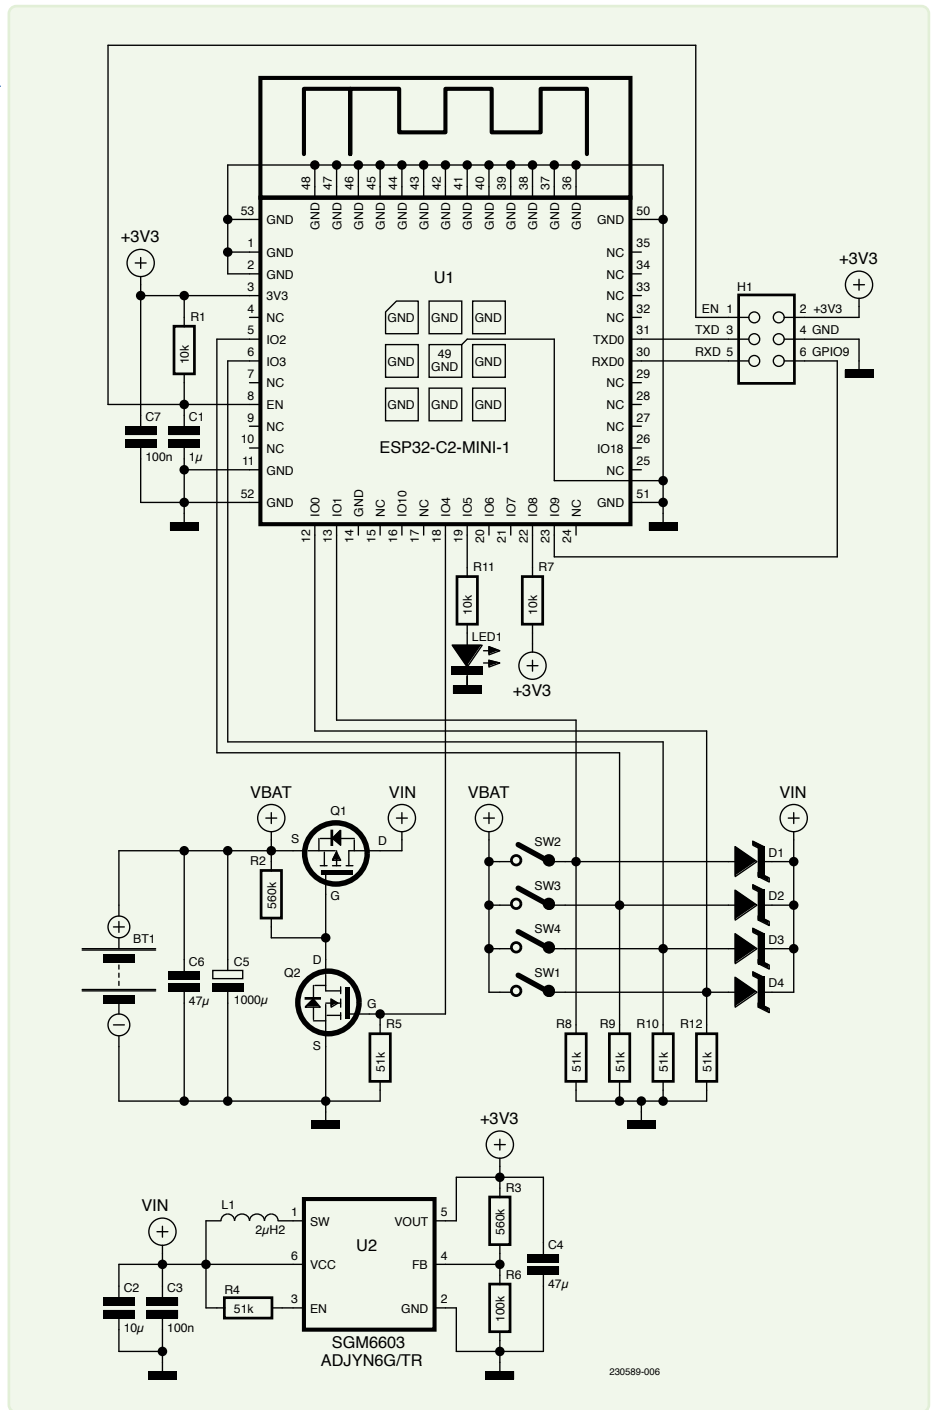 48 47 46 45 44 43 42 41 40 39 38 37 36
GND GND GND GND GND GND GND GND GND GND GND GND GND
53 GND
GND 50
+3V3
1 GND
2 GND
3 3V3
4 NC
5 IO2
6 IO3
7 NC
8 EN
9 NC
10 NC
11 GND
52 GND
R1
10k
C7
100n
C1
1µ
U1
GND GND GND
GND 49 GND GND
GND GND GND
ESP32-C2-MINI-1
NC 35
NC 34
NC 33
NC 32
TXD0 31
RXD0 30
NC 29
NC 28
NC 27
IO18 26
NC 25
GND 51
+3V3
H1
EN 1 2 +3V3
TXD 3 4 GND
RXD 5 6 GPIO9
IO0 IO1 GND NC IO10 NC IO4 IO5 IO6 IO7 IO8 IO9 NC
12 13 14 15 16 17 18 19 20 21 22 23 24
R11
10k
R7
10k
LED1
+3V3
VBAT
Q1
VIN
S
D
G
R2
560k
BT1
C6
47µ
C5
1000µ
Q2
D
G
S
R5
51k
VBAT
VIN
SW2
D1
SW3
D2
SW4
D3
SW1
D4
R8 R9 R10 R12
51k 51k 51k 51k
+3V3
VIN
L1
2µH2
R4
51k
C2
10µ
C3
100n
1 SW
6 VCC
3 EN
U2
VOUT 5
FB 4
GND 2
SGM6603
ADJYN6G/TR
R3
560k
R6
100k
C4
47µ
230589-006